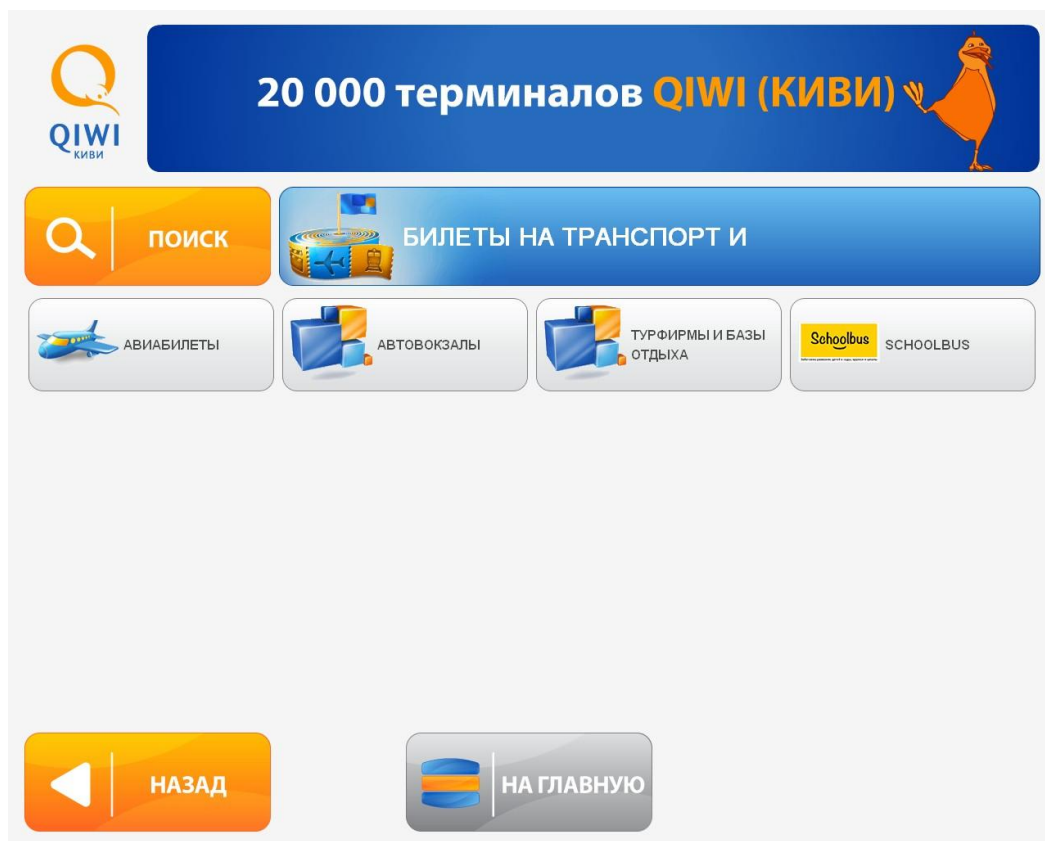 QIWI
КИВИ
20 000 терминалов QIWI (КИВИ)
ПОИСК
БИЛЕТЫ НА ТРАНСПОРТ И
АВИАБИЛЕТЫ
АВТОВОКЗАЛЫ
ТУРФИРМЫ И БАЗЫ
ОТДЫХА
Schoolbus
SCHOOLBUS
НАЗАД
НА ГЛАВНУЮ